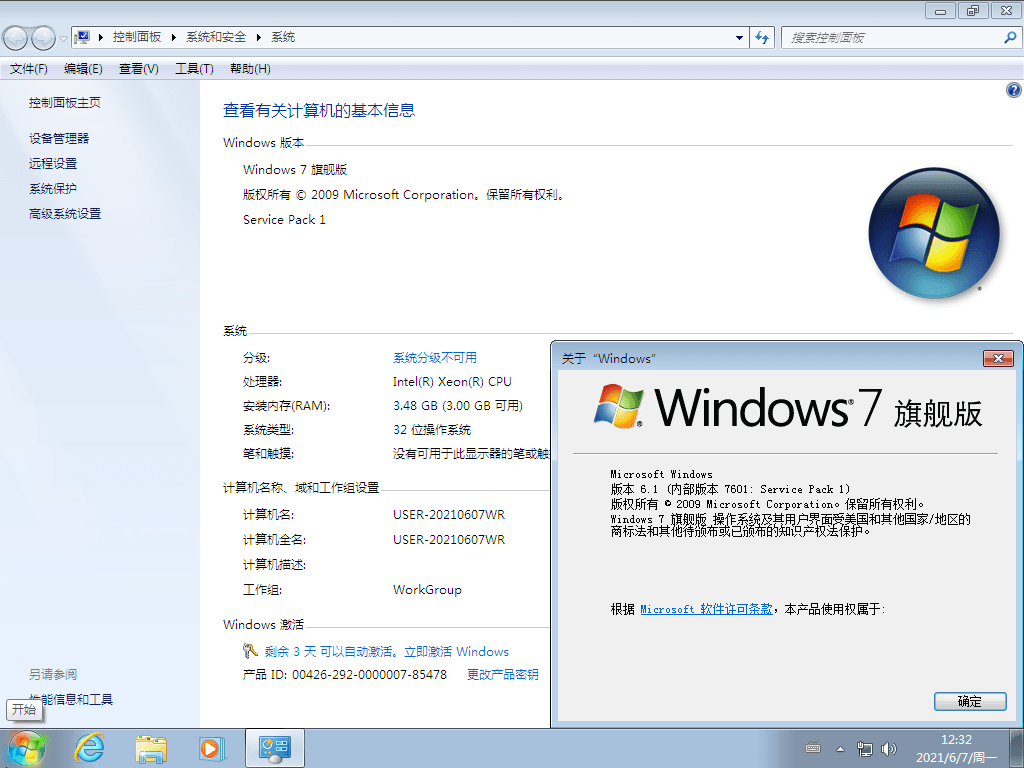 控制面板 系统和安全 系统
搜索控制面板
文件(F) 编辑(E) 查看(V) 工具(T) 帮助(H)
控制面板主页
设备管理器
远程设置
系统保护
高级系统设置
另请参阅
性能信息和工具
开始
查看有关计算机的基本信息
Windows 版本
Windows 7 旗舰版
版权所有 © 2009 Microsoft Corporation。保留所有权利。
Service Pack 1
系统
分级: 系统分级不可用
处理器: Intel(R) Xeon(R) CPU
安装内存(RAM): 3.48 GB (3.00 GB 可用)
系统类型: 32 位操作系统
笔和触摸: 没有可用于此显示器的笔或触
计算机名称、域和工作组设置
计算机名: USER-20210607WR
计算机全名: USER-20210607WR
计算机描述:
工作组: WorkGroup
Windows 激活
剩余 3 天 可以自动激活。立即激活 Windows
产品 ID: 00426-292-0000007-85478 更改产品密钥
关于 “Windows”
Windows 7 旗舰版
Microsoft Windows
版本 6.1 (内部版本 7601: Service Pack 1)
版权所有 © 2009 Microsoft Corporation。保留所有权利。
Windows 7 旗舰版 操作系统及其用户界面受美国和其他国家/地区的
商标法和其他待颁布或已颁布的知识产权法保护。
根据 Microsoft 软件许可条款，本产品使用权属于:
确定
12:32
2021/6/7/周一